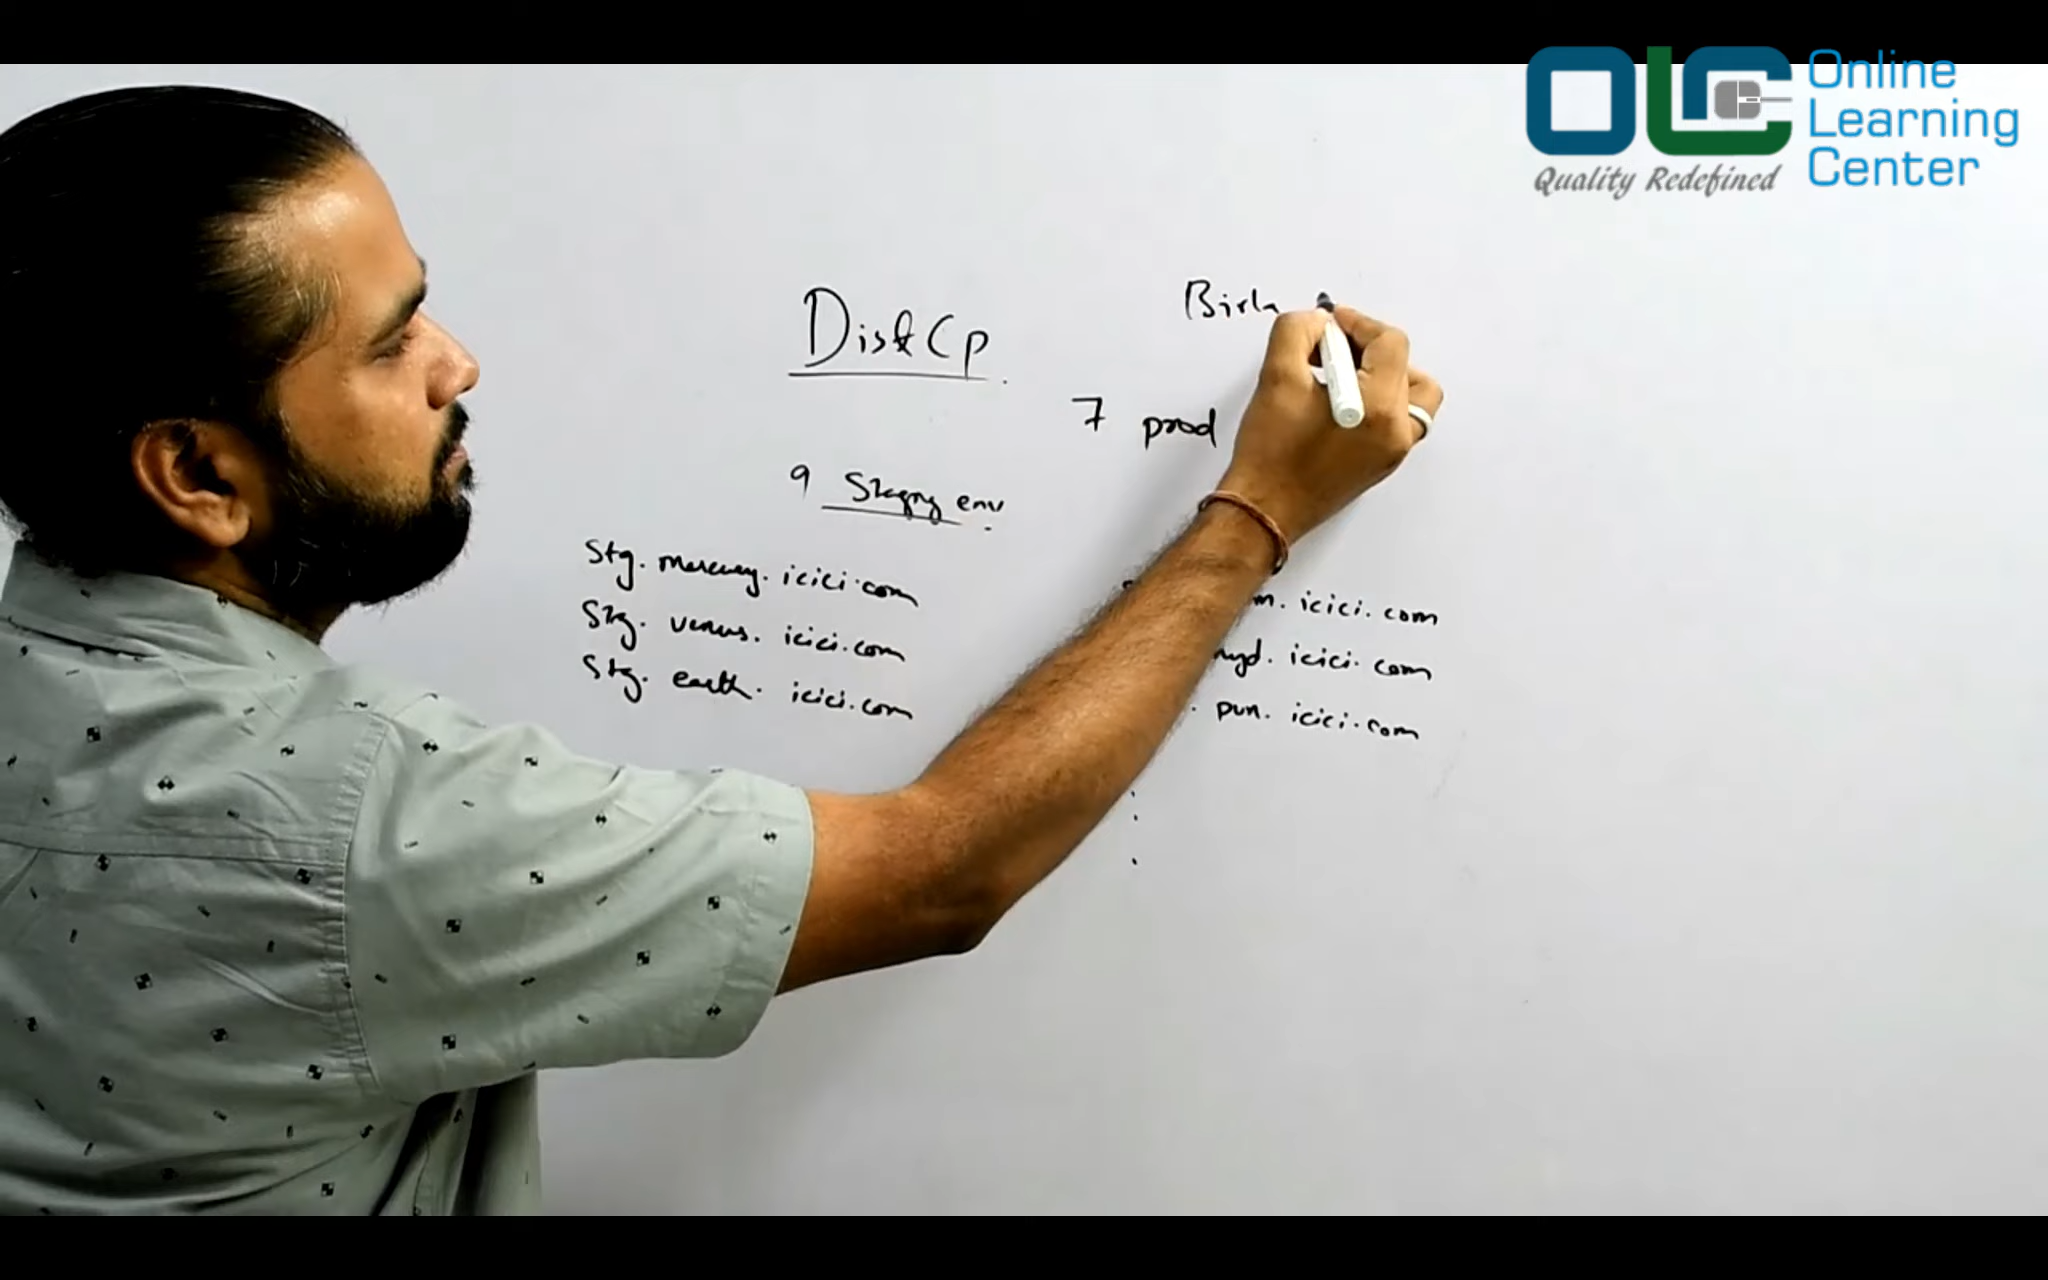 OLC Online
Learning
Center
Quality Redefined
Birla
DistCp
7 prod
9 Staging env
Stg. mercury. icici.com
Stg. venus. icici.com
Stg. earth. icici.com
m. icici. com
hyd. icici. com
. pun. icici.com